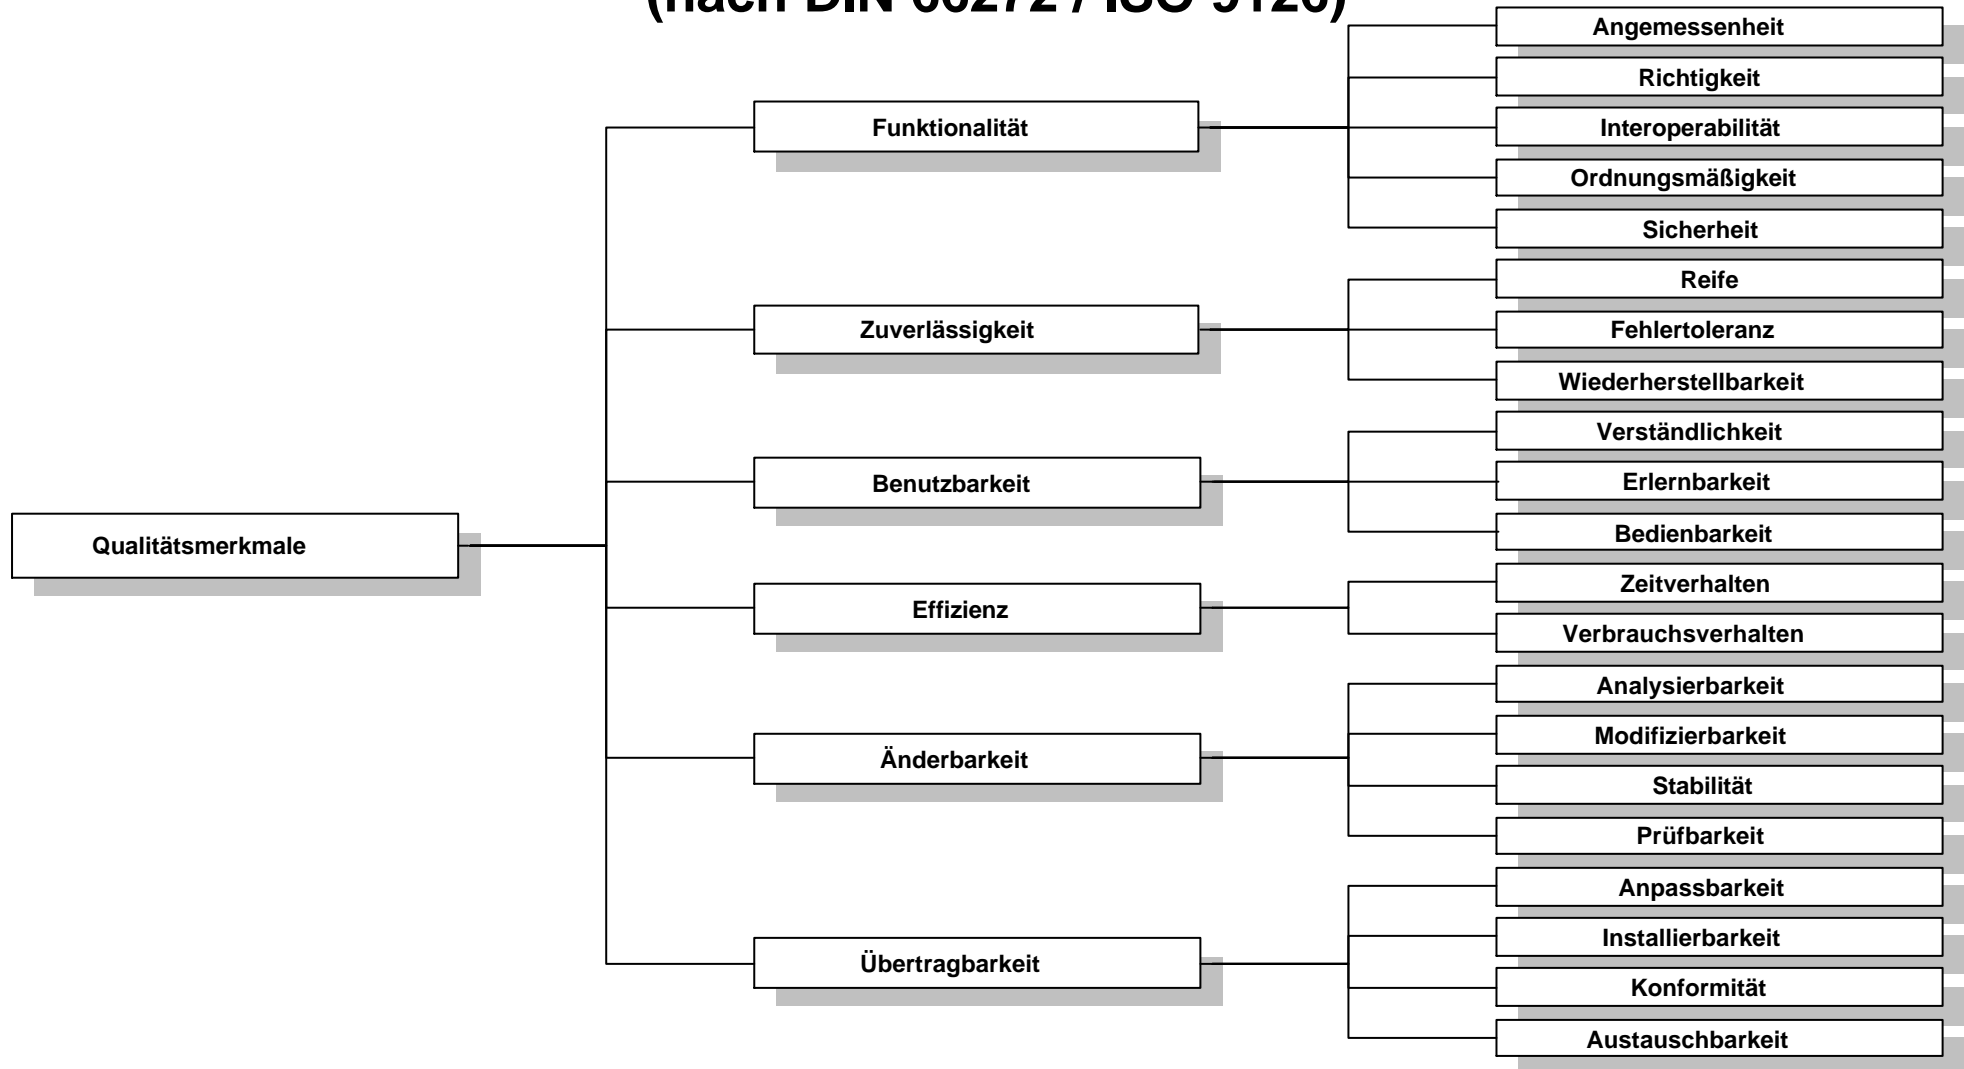 (nach DIN 66272 / ISO 9126)
Qualitätsmerkmale
Funktionalität
Angemessenheit
Richtigkeit
Interoperabilität
Ordnungsmäßigkeit
Sicherheit
Zuverlässigkeit
Reife
Fehlertoleranz
Wiederherstellbarkeit
Benutzbarkeit
Verständlichkeit
Erlernbarkeit
Bedienbarkeit
Effizienz
Zeitverhalten
Verbrauchsverhalten
Änderbarkeit
Analysierbarkeit
Modifizierbarkeit
Stabilität
Prüfbarkeit
Übertragbarkeit
Anpassbarkeit
Installierbarkeit
Konformität
Austauschbarkeit